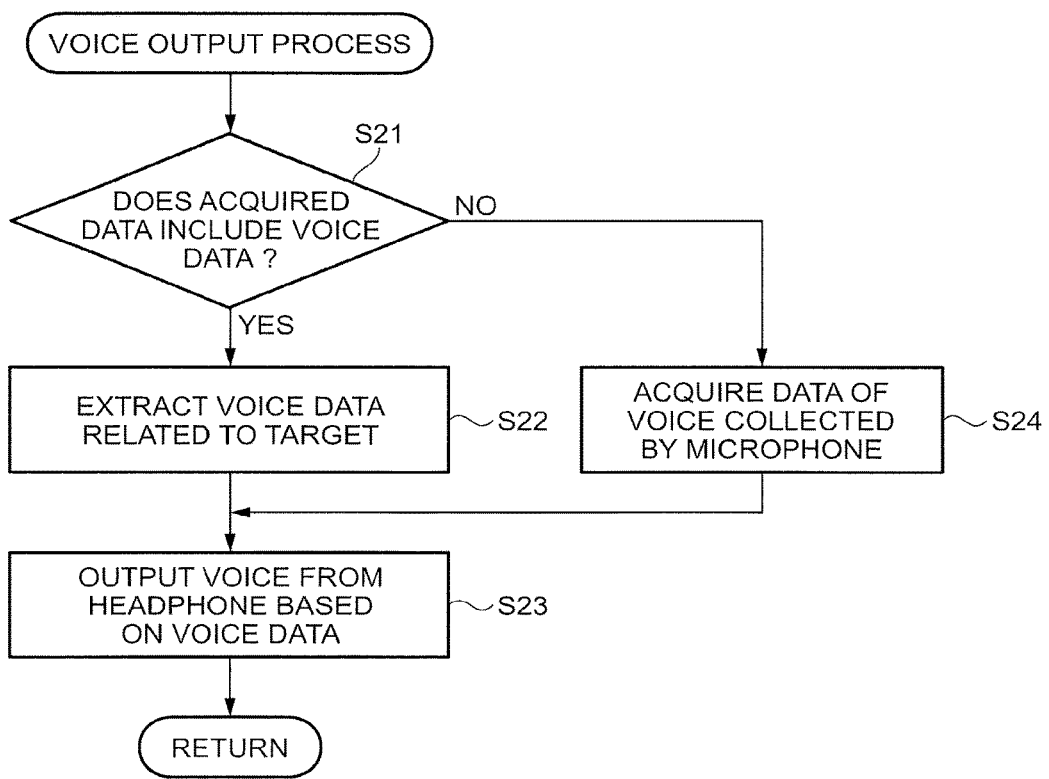 VOICE OUTPUT PROCESS
S21
DOES ACQUIRED
DATA INCLUDE VOICE
DATA ?
NO
YES
EXTRACT VOICE DATA
RELATED TO TARGET
S22
ACQUIRE DATA OF
VOICE COLLECTED
BY MICROPHONE
S24
OUTPUT VOICE FROM
HEADPHONE BASED
ON VOICE DATA
S23
RETURN